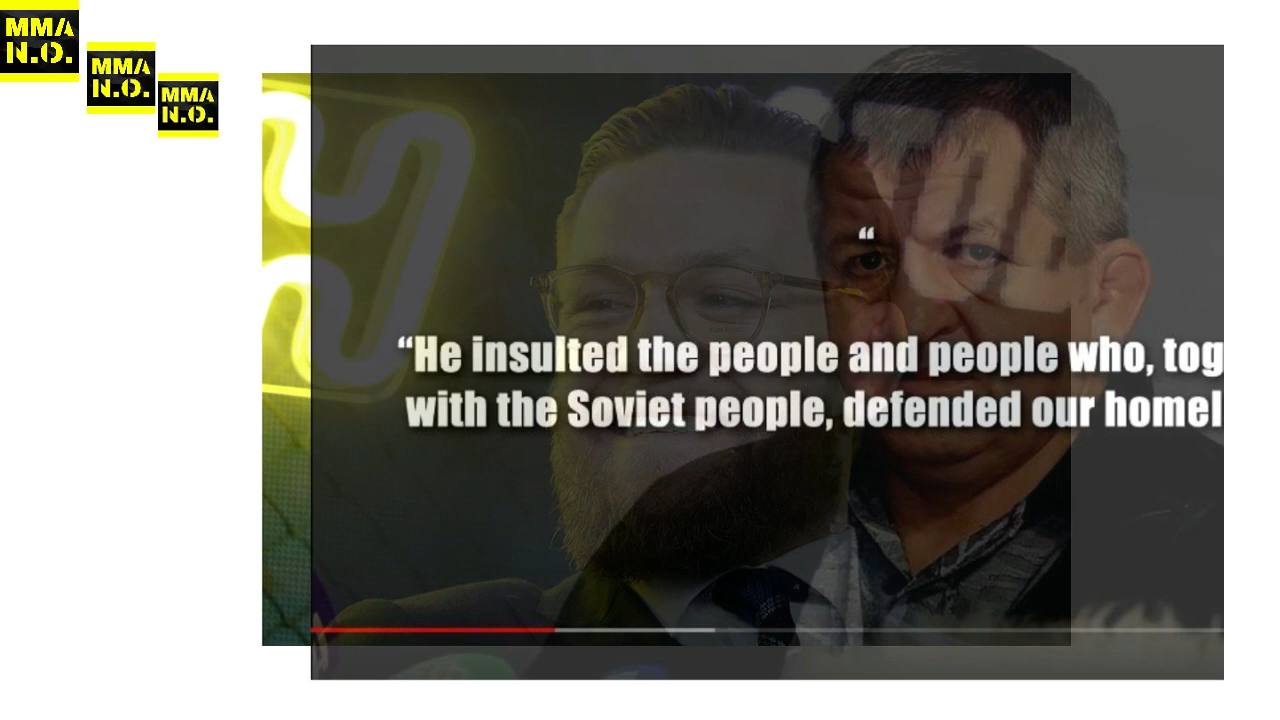 MMA
N.O.
MMA
N.O.
MMA
N.O.
“
“He insulted the people and people who, tog
with the Soviet people, defended our homel